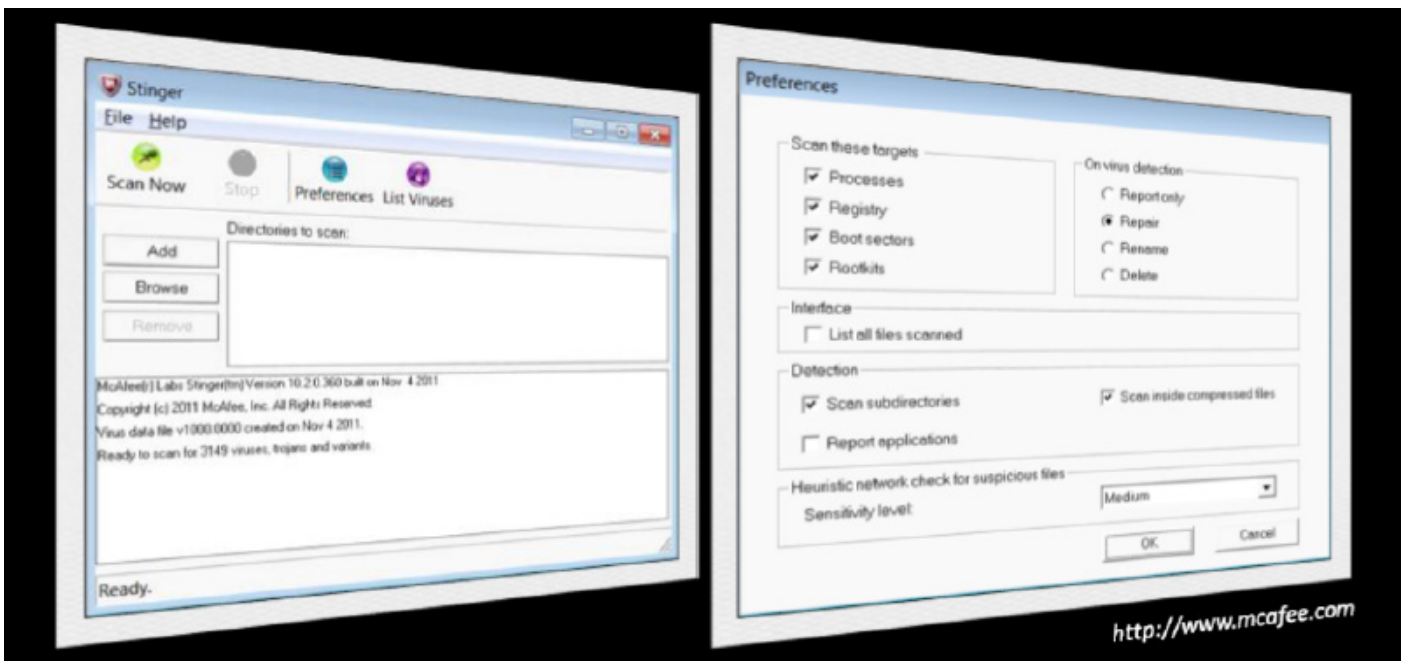 Stinger
File Help
Scan Now Stop Preferences List Viruses
Directories to scan:
Add
Browse
Remove
McAfee(r) Labs Stinger(tm) Version 10.2.0.360 built on Nov 4 2011
Copyright (c) 2011 McAfee, Inc. All Rights Reserved.
Virus data file v1000.0000 created on Nov 4 2011.
Ready to scan for 3149 viruses, trojans and variants.
Ready.
Preferences
Scan these targets
Processes
Registry
Boot sectors
Rootkits
On virus detection
Report only
Repair
Rename
Delete
Interface
List all files scanned
Detection
Scan subdirectories
Scan inside compressed files
Report applications
Heuristic network check for suspicious files
Sensitivity level: Medium
OK Cancel
http://www.mcafee.com